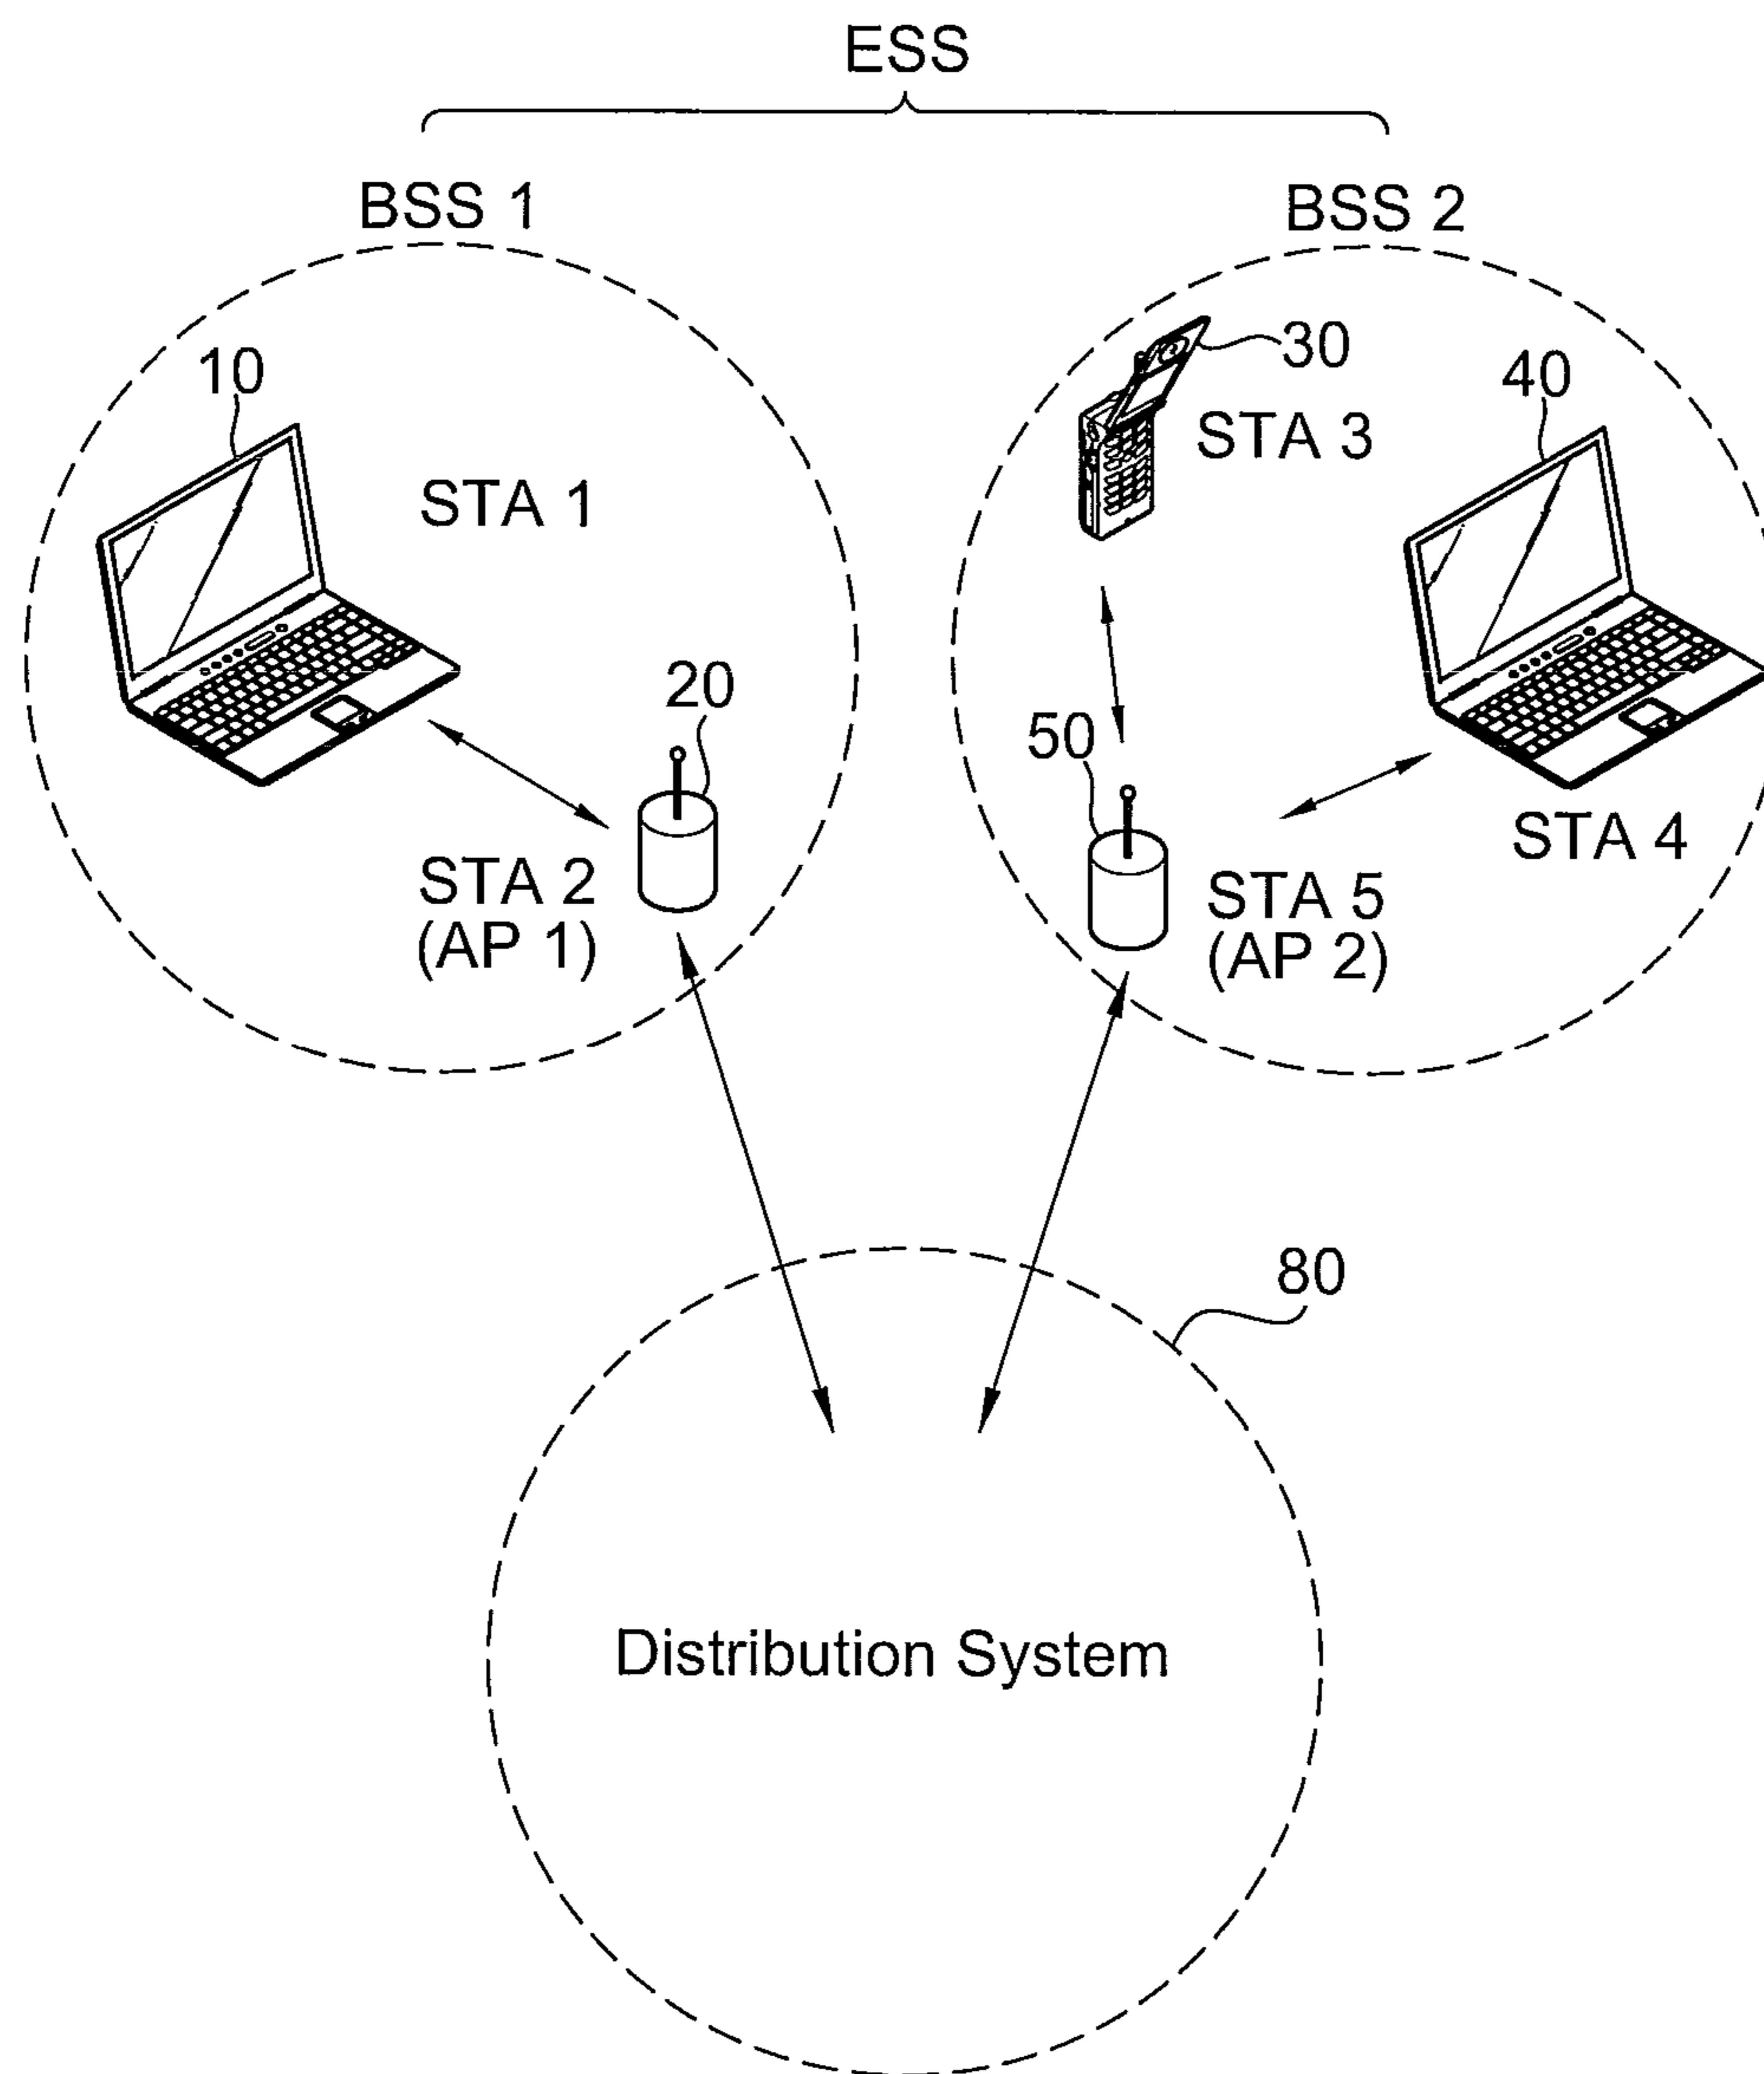 ESS
BSS 1
BSS 2
10
30
40
STA 3
STA 1
20
50
STA 4
STA 2
(AP 1)
STA 5
(AP 2)
80
Distribution System